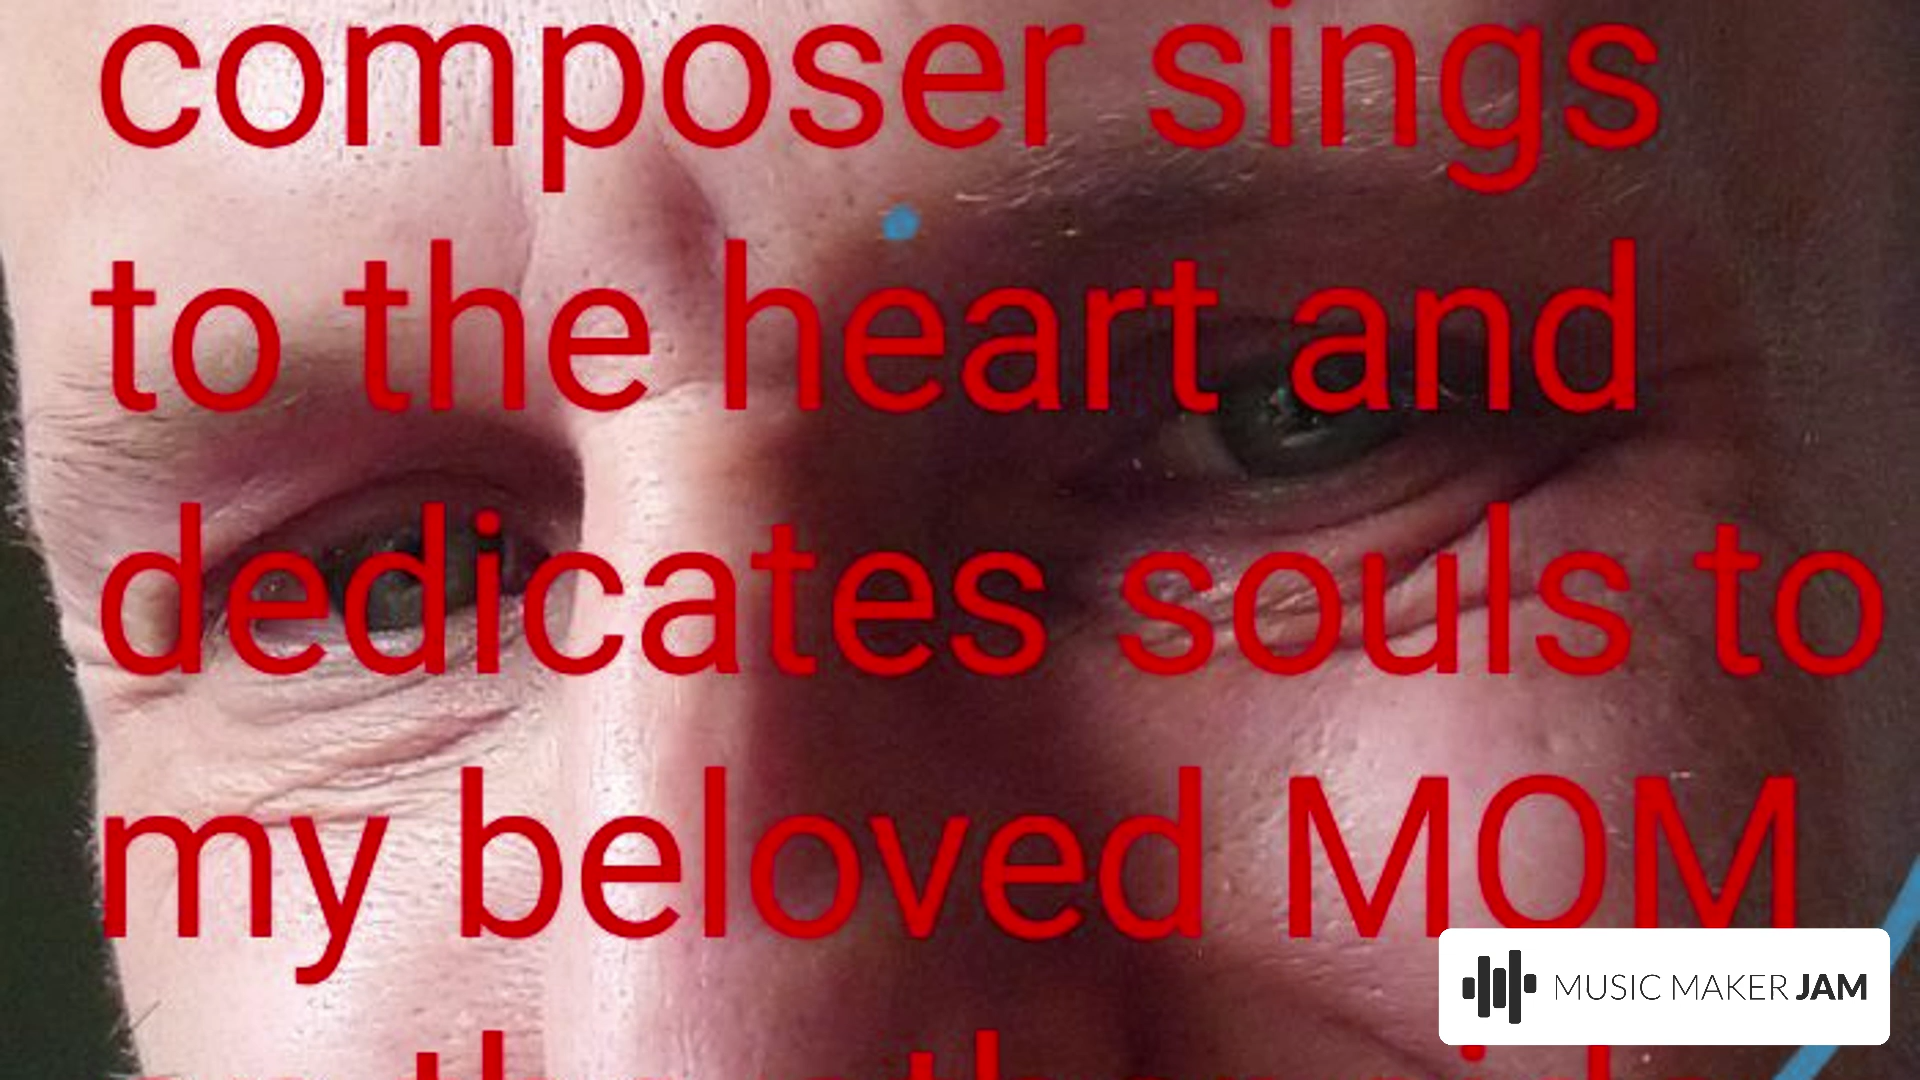 composer sings
to the heart and
dedicates souls to
my beloved MOM
MUSIC MAKER JAM